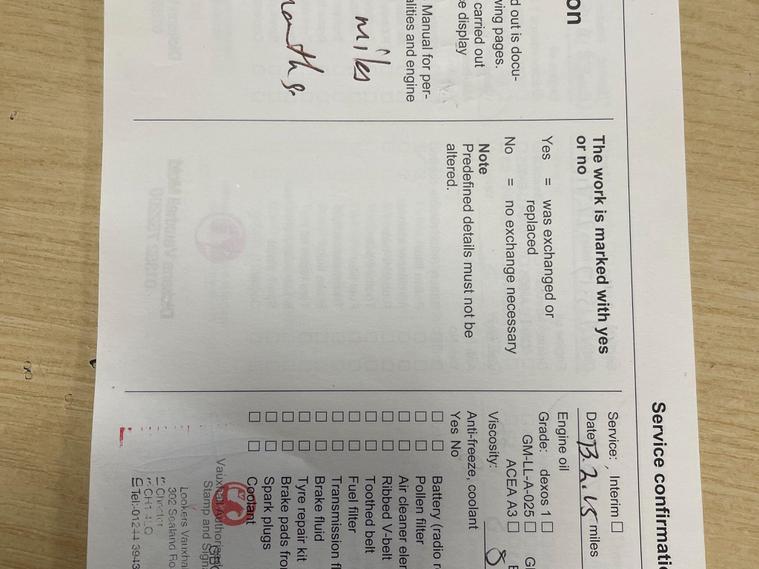 on
d out is docu-
ving pages.
carried out
e display
Manual for per-
alities and engine
miles
The work is marked with yes
or no
Yes = was exchanged or
replaced
No = no exchange necessary
Note
Predefined details must not be
altered.
Service confirmati
Service: Interim
Date 13.2.15 miles
Engine oil
Grade: dexos 1
GM-LL-A-025
ACEA A3
Viscosity:
Anti-freeze, coolant
Yes No
Battery (radio r
Pollen filter
Air cleaner eler
Ribbed V-belt
Toothed belt
Fuel filter
Transmission fl
Brake fluid
Tyre repair kit
Brake pads fro
Spark plugs
Coolant
Stamp and Sign
Lookers Vauxha
302 Sealand Ro
Tel: 01244 3943